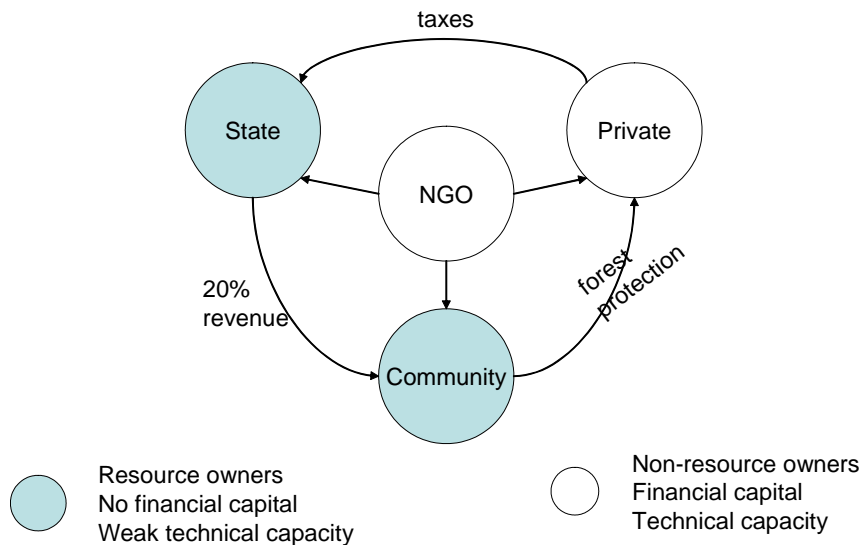 taxes
State
Private
NGO
20%
revenue
forest
protection
Community
Resource owners
No financial capital
Weak technical capacity
Non-resource owners
Financial capital
Technical capacity